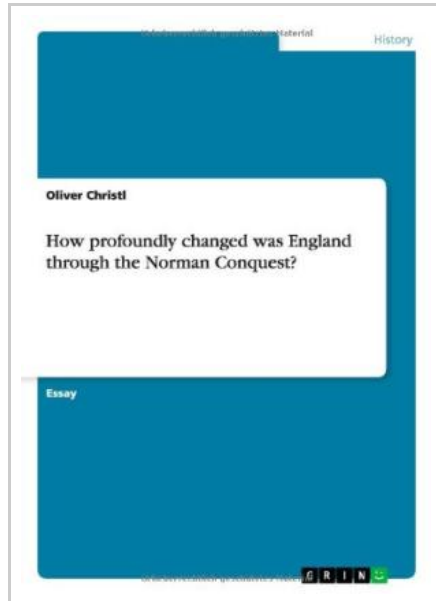 History
Oliver Christl
How profoundly changed was England
through the Norman Conquest?
Essay
GRIN